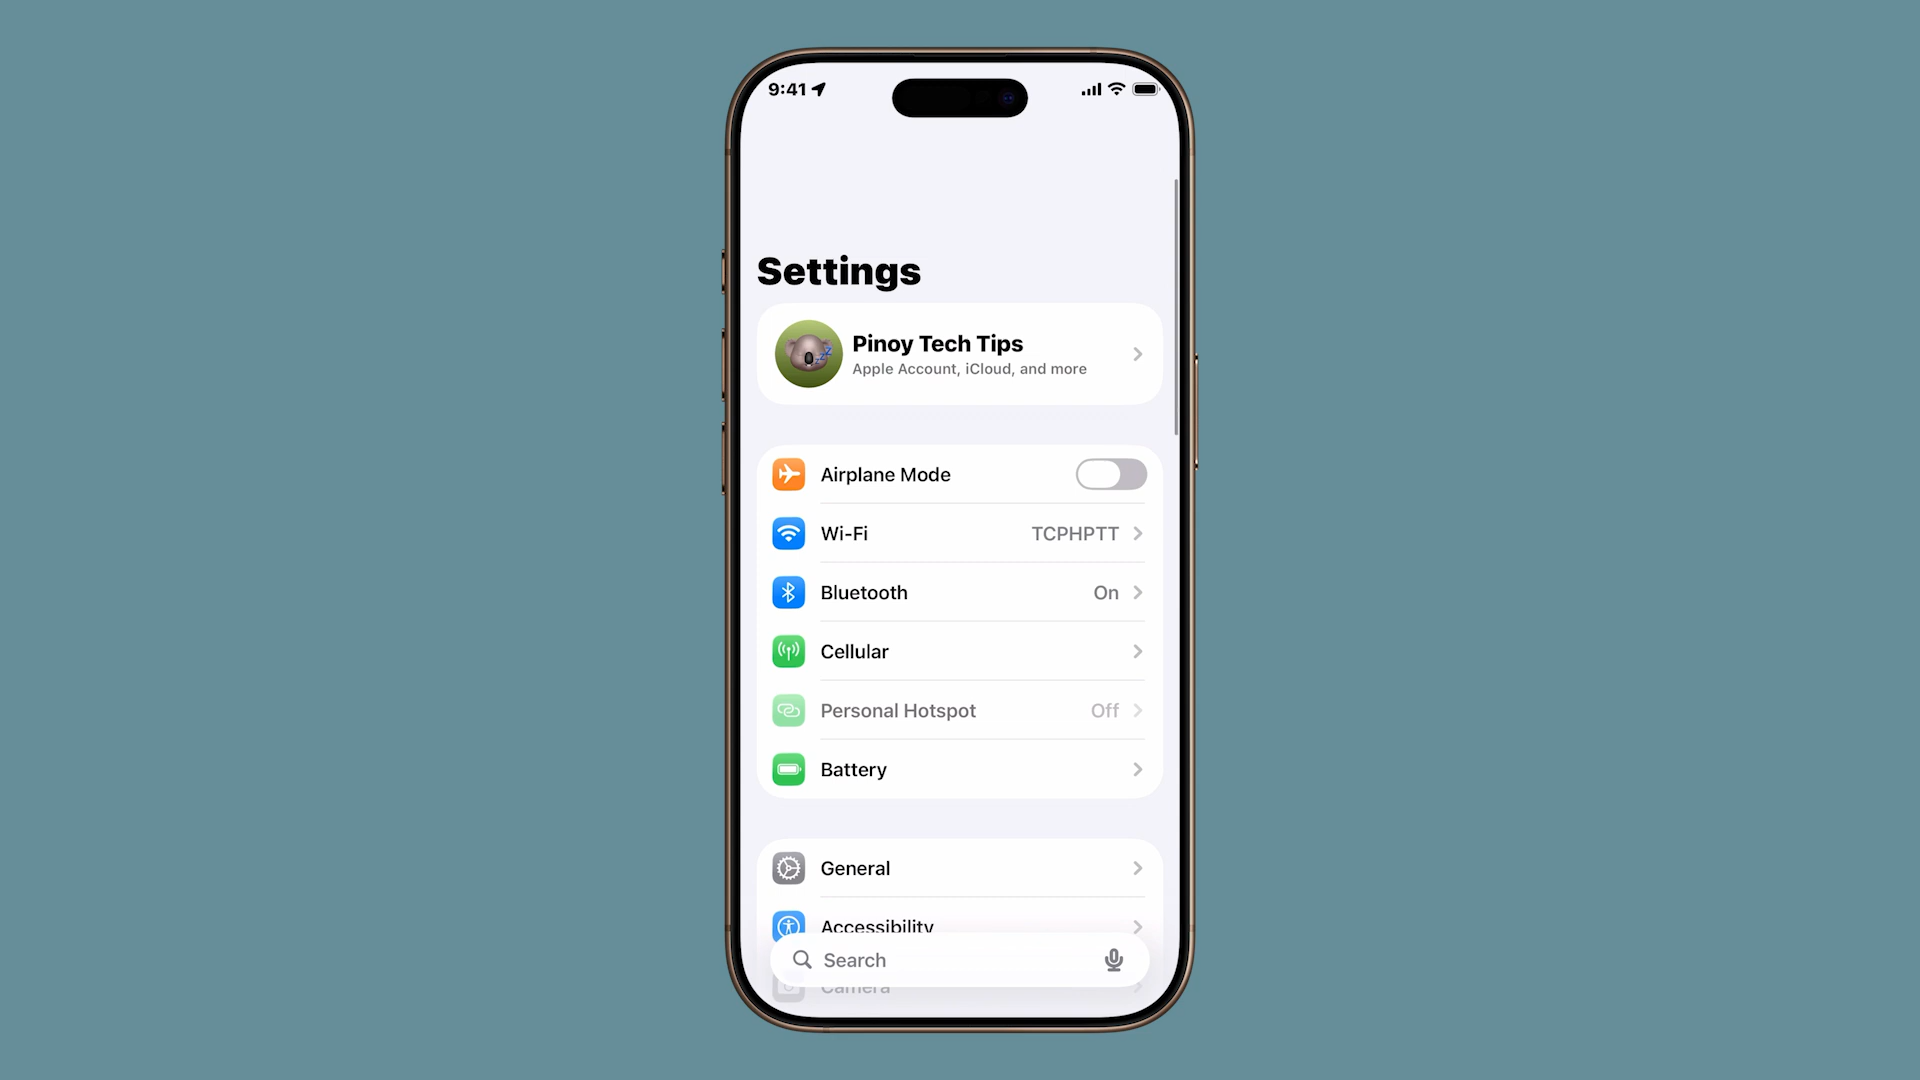 9:41
Settings
Pinoy Tech Tips
Apple Account, iCloud, and more
Airplane Mode
Wi-Fi TCPHPTT
Bluetooth On
Cellular
Personal Hotspot Off
Battery
General
Accessibility
Search
Camera